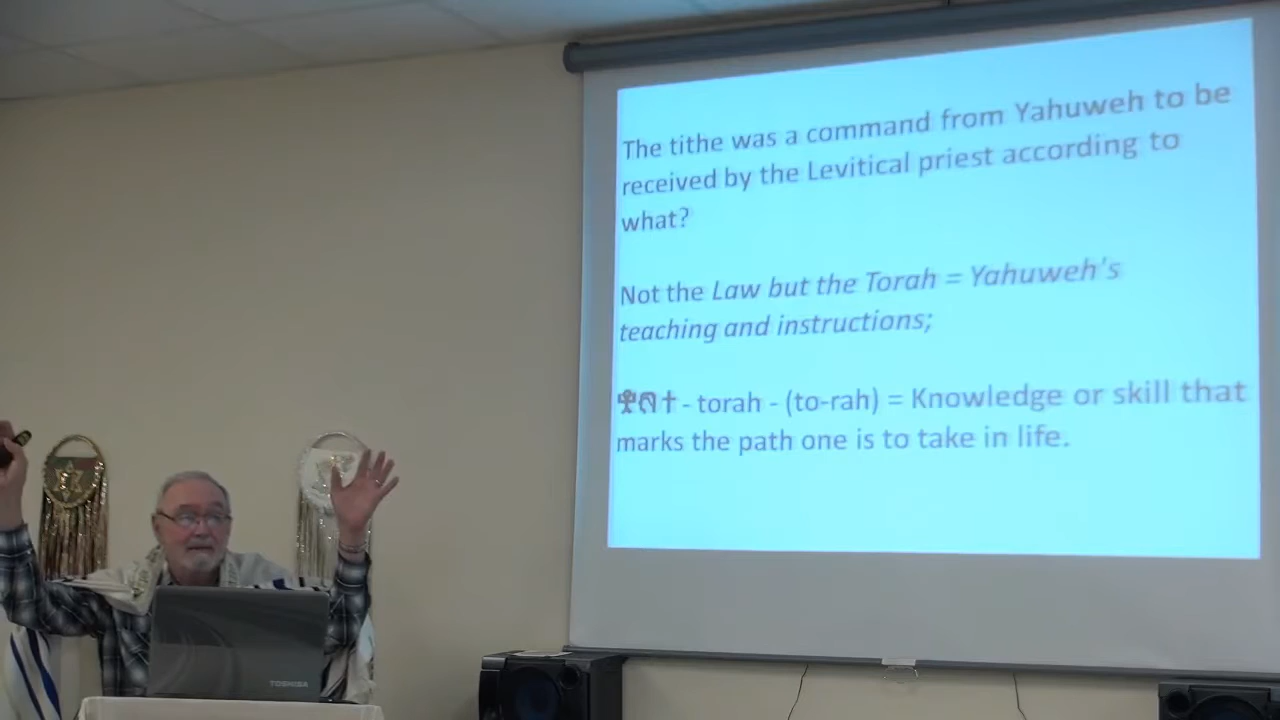 The tithe was a command from Yahuweh to be
received by the Levitical priest according to
what?
Not the Law but the Torah = Yahuweh's
teaching and instructions;
- torah - (to-rah) = Knowledge or skill that
marks the path one is to take in life.
TOSHIBA